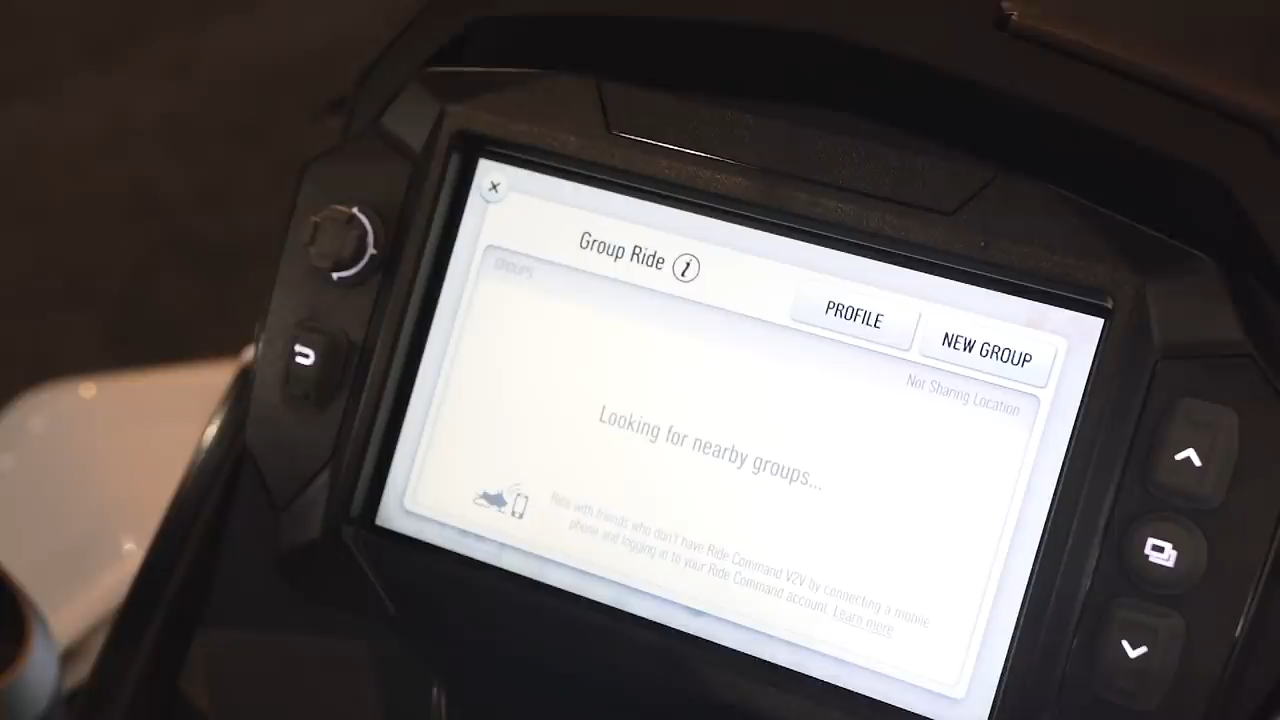 Group Ride
PROFILE
NEW GROUP
GROUPS
Not Sharing Location
Looking for nearby groups...
Ride with friends who don't have Ride Command V2V by connecting a mobile
phone and logging in to your Ride Command account. Learn more